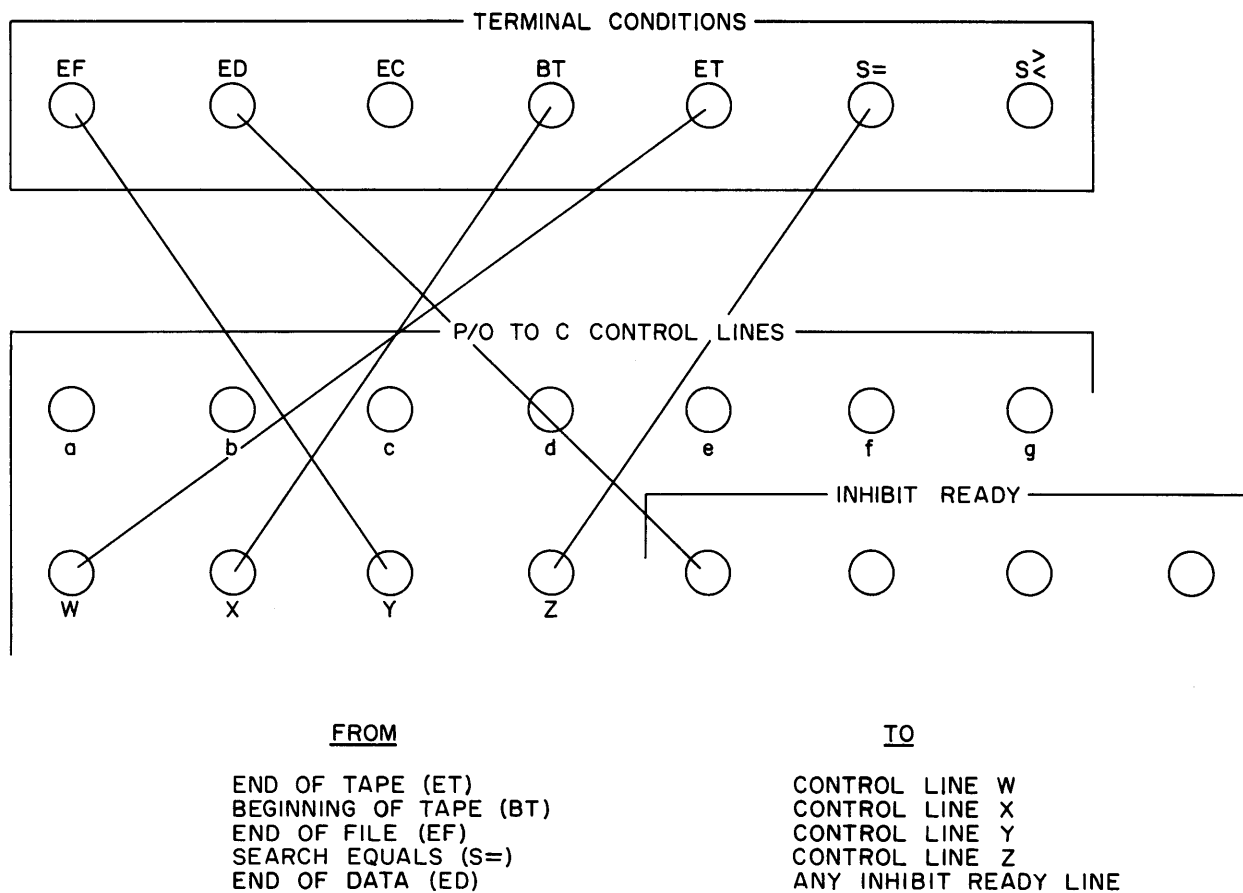 TERMINAL CONDITIONS
EF ED EC BT ET S= S><
P/O TO C CONTROL LINES
a b c d e f g
INHIBIT READY
W X Y Z
FROM TO
END OF TAPE (ET) CONTROL LINE W
BEGINNING OF TAPE (BT) CONTROL LINE X
END OF FILE (EF) CONTROL LINE Y
SEARCH EQUALS (S=) CONTROL LINE Z
END OF DATA (ED) ANY INHIBIT READY LINE